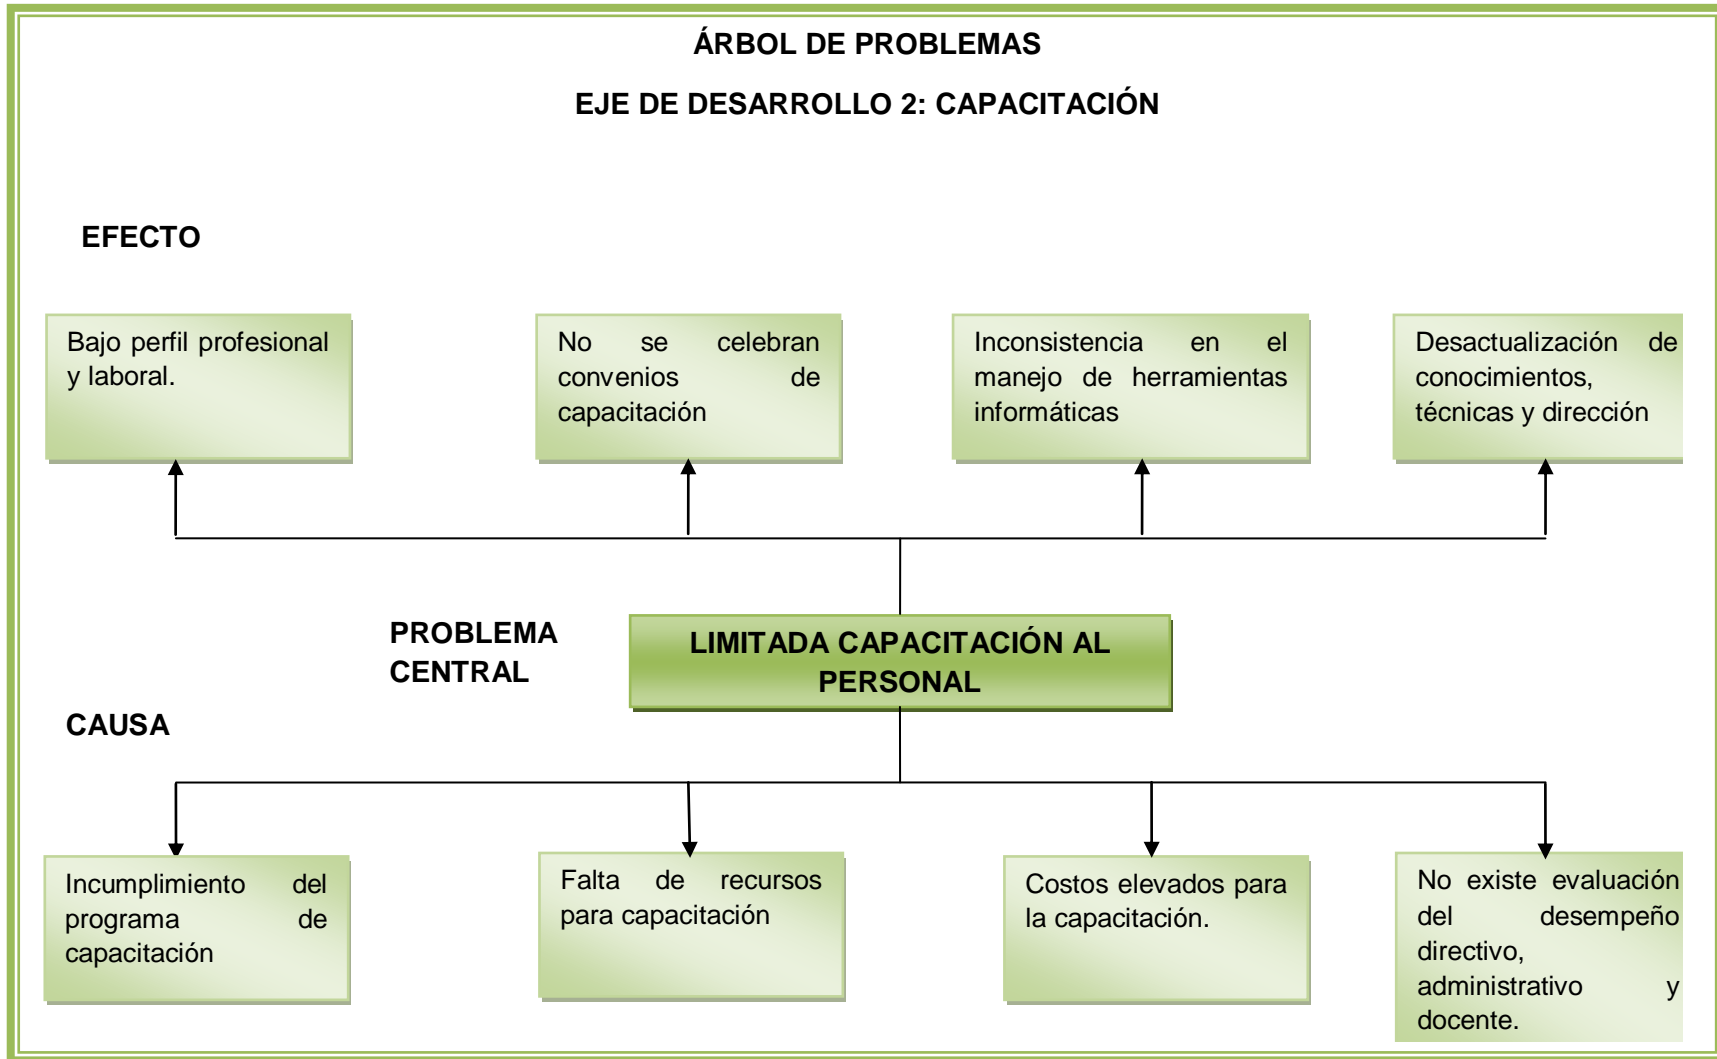 ÁRBOL DE PROBLEMAS
EJE DE DESARROLLO 2: CAPACITACIÓN
EFECTO
Bajo perfil profesional
y laboral.
No se celebran
convenios de
capacitación
Inconsistencia en el
manejo de herramientas
informáticas
Desactualización de
conocimientos,
técnicas y dirección
PROBLEMA
CENTRAL
LIMITADA CAPACITACIÓN AL
PERSONAL
CAUSA
Incumplimiento del
programa de
capacitación
Falta de recursos
para capacitación
Costos elevados para
la capacitación.
No existe evaluación
del desempeño
directivo,
administrativo y
docente.